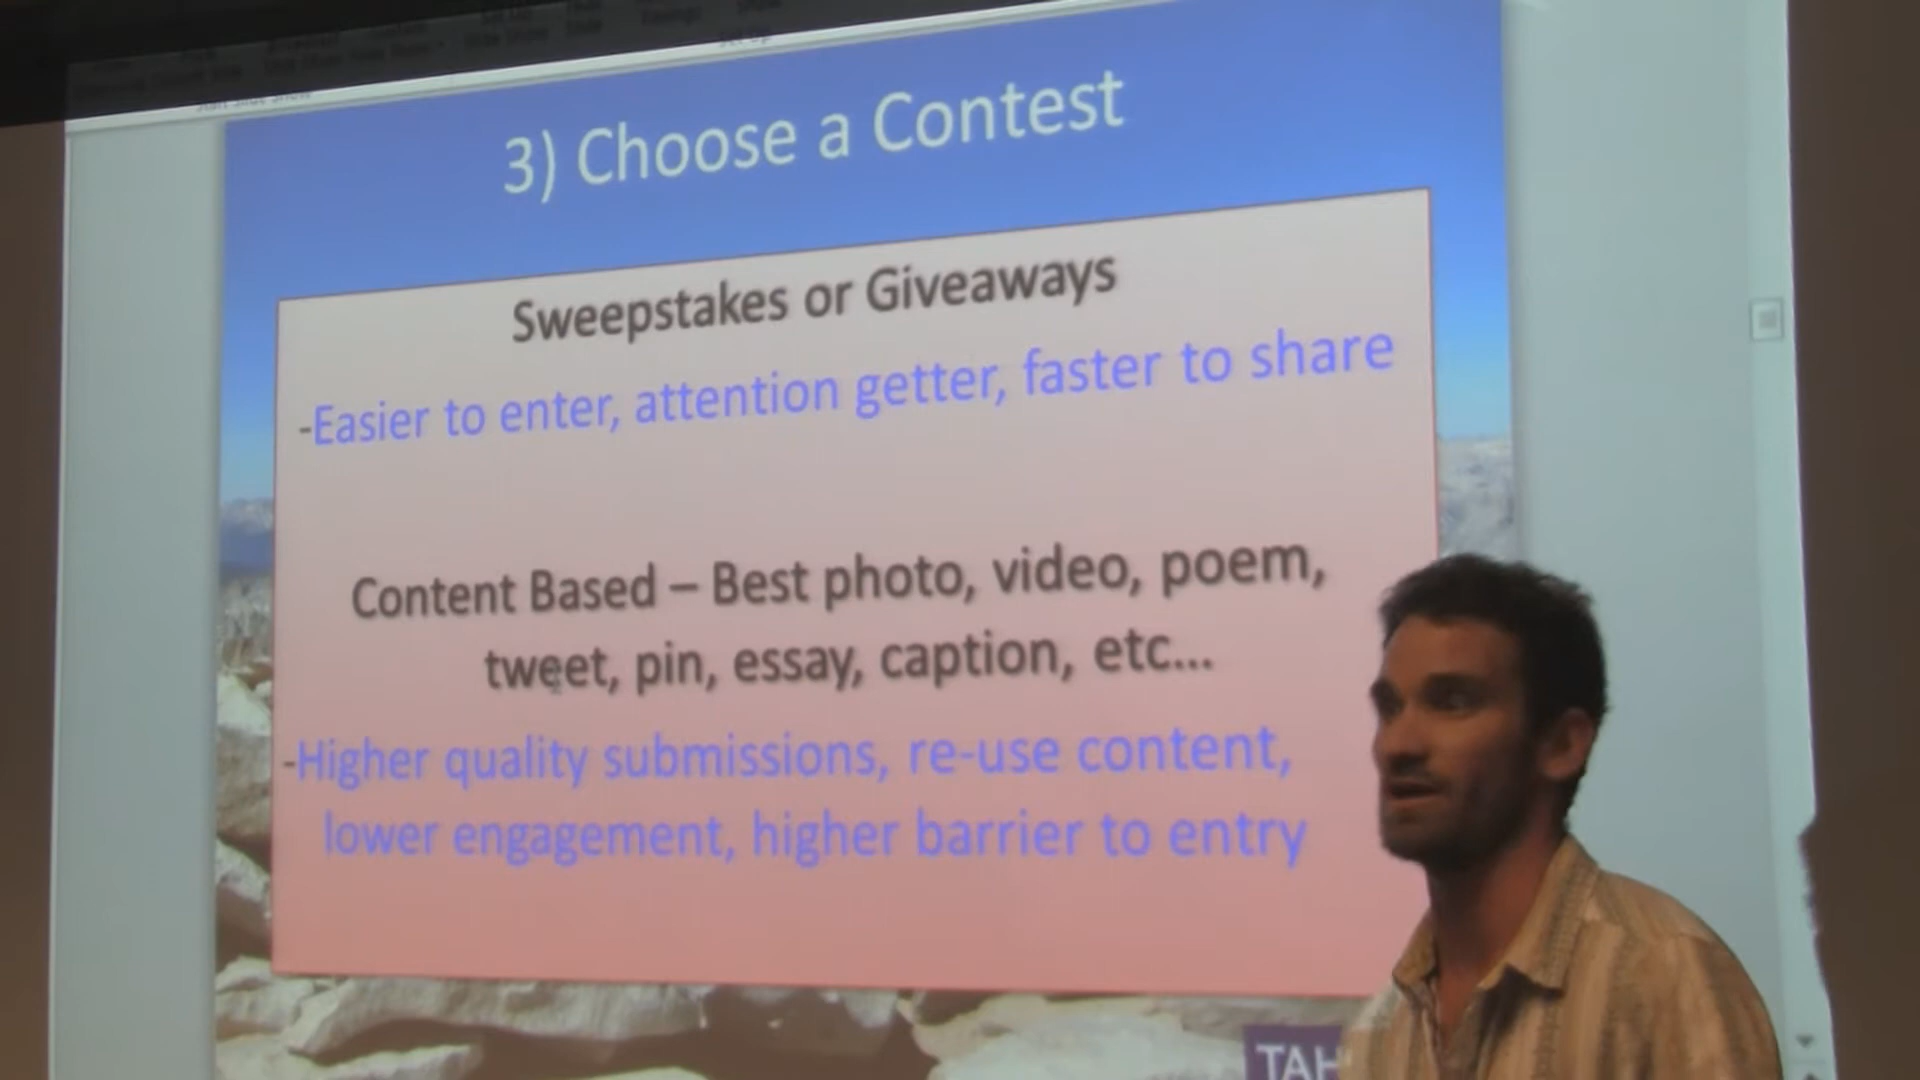 3) Choose a Contest
Sweepstakes or Giveaways
-Easier to enter, attention getter, faster to share
Content Based – Best photo, video, poem,
tweet, pin, essay, caption, etc...
-Higher quality submissions, re-use content,
lower engagement, higher barrier to entry
TAH